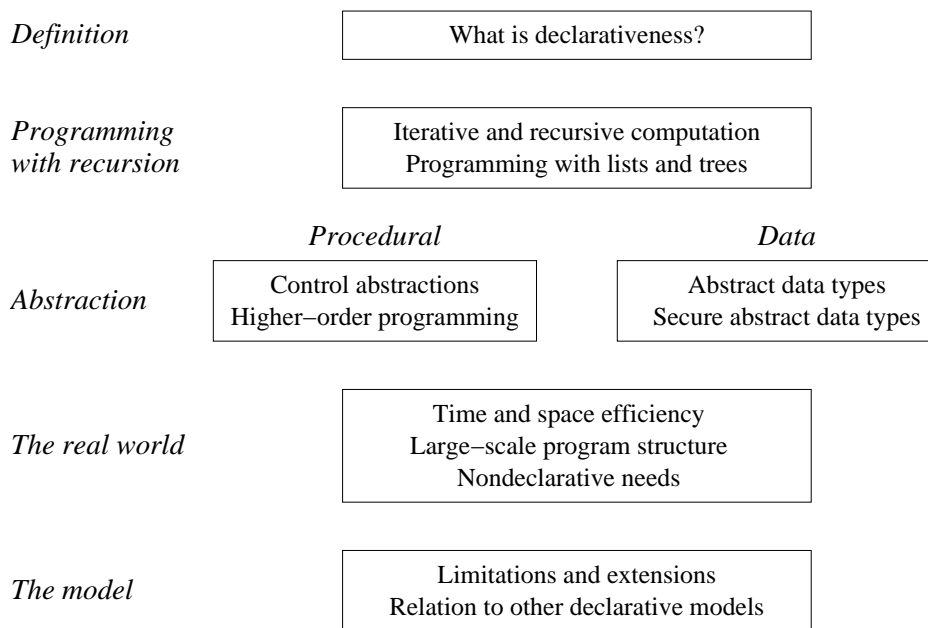 Definition
What is declarativeness?
Programming
with recursion
Iterative and recursive computation
Programming with lists and trees
Procedural
Data
Abstraction
Control abstractions
Higher−order programming
Abstract data types
Secure abstract data types
The real world
Time and space efficiency
Large−scale program structure
Nondeclarative needs
The model
Limitations and extensions
Relation to other declarative models